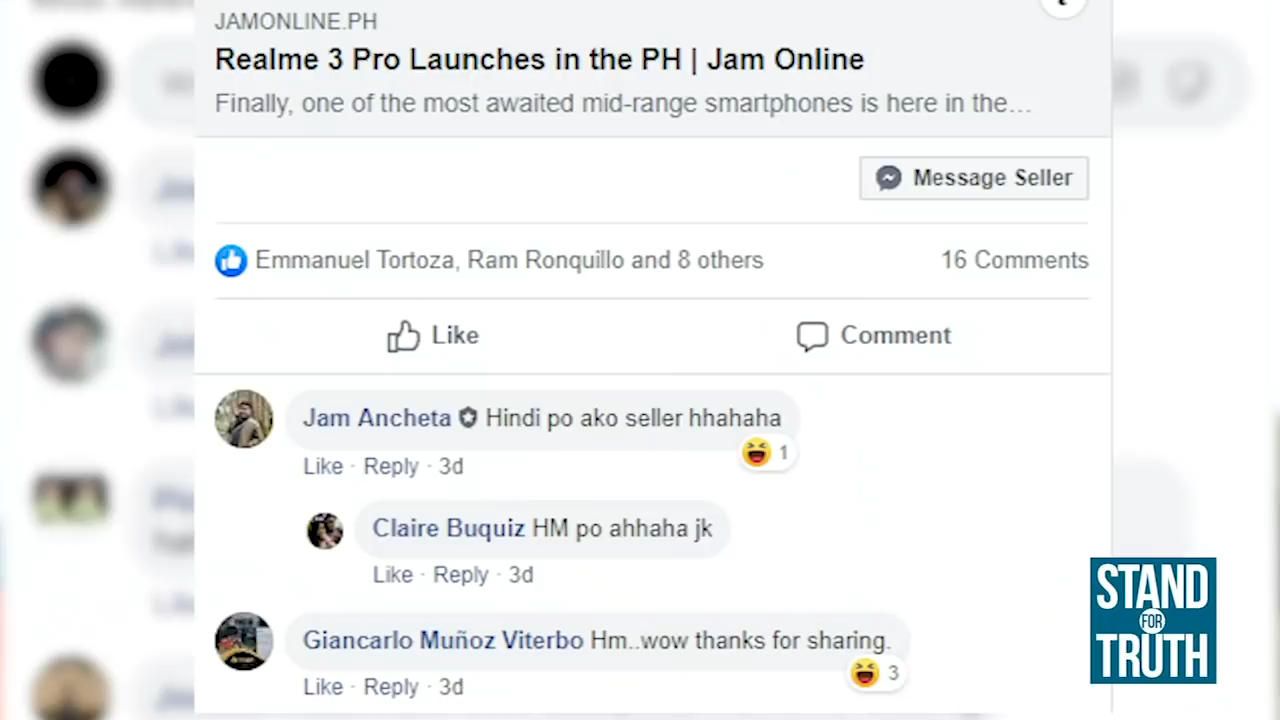 JAMONLINE.PH
Realme 3 Pro Launches in the PH | Jam Online
Finally, one of the most awaited mid-range smartphones is here in the...
Message Seller
Emmanuel Tortoza, Ram Ronquillo and 8 others
16 Comments
Like
Comment
Jam Ancheta Hindi po ako seller hhahaha
1
Like · Reply · 3d
Claire Buquiz HM po ahhaha jk
Like · Reply · 3d
Giancarlo Muñoz Viterbo Hm..wow thanks for sharing.
3
Like · Reply · 3d
STAND
FOR
TRUTH